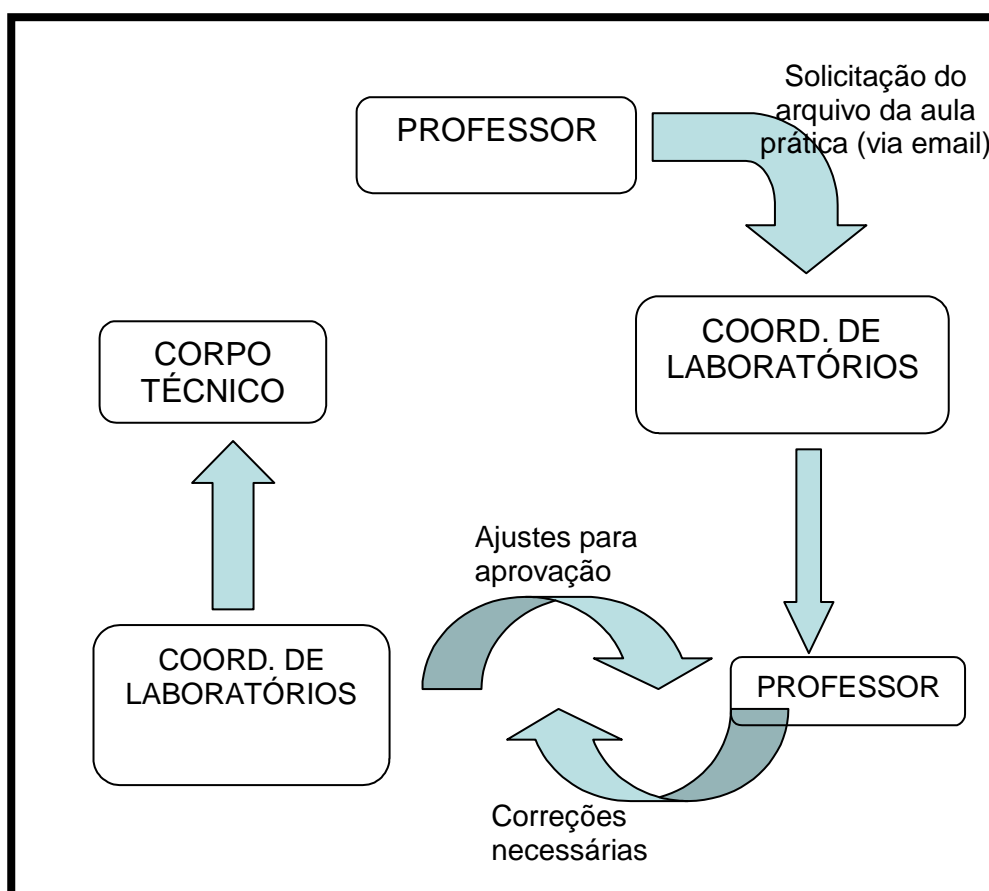 Solicitação do
arquivo da aula
prática (via email)
PROFESSOR
COORD. DE
LABORATÓRIOS
CORPO
TÉCNICO
Ajustes para
aprovação
COORD. DE
LABORATÓRIOS
PROFESSOR
Correções
necessárias